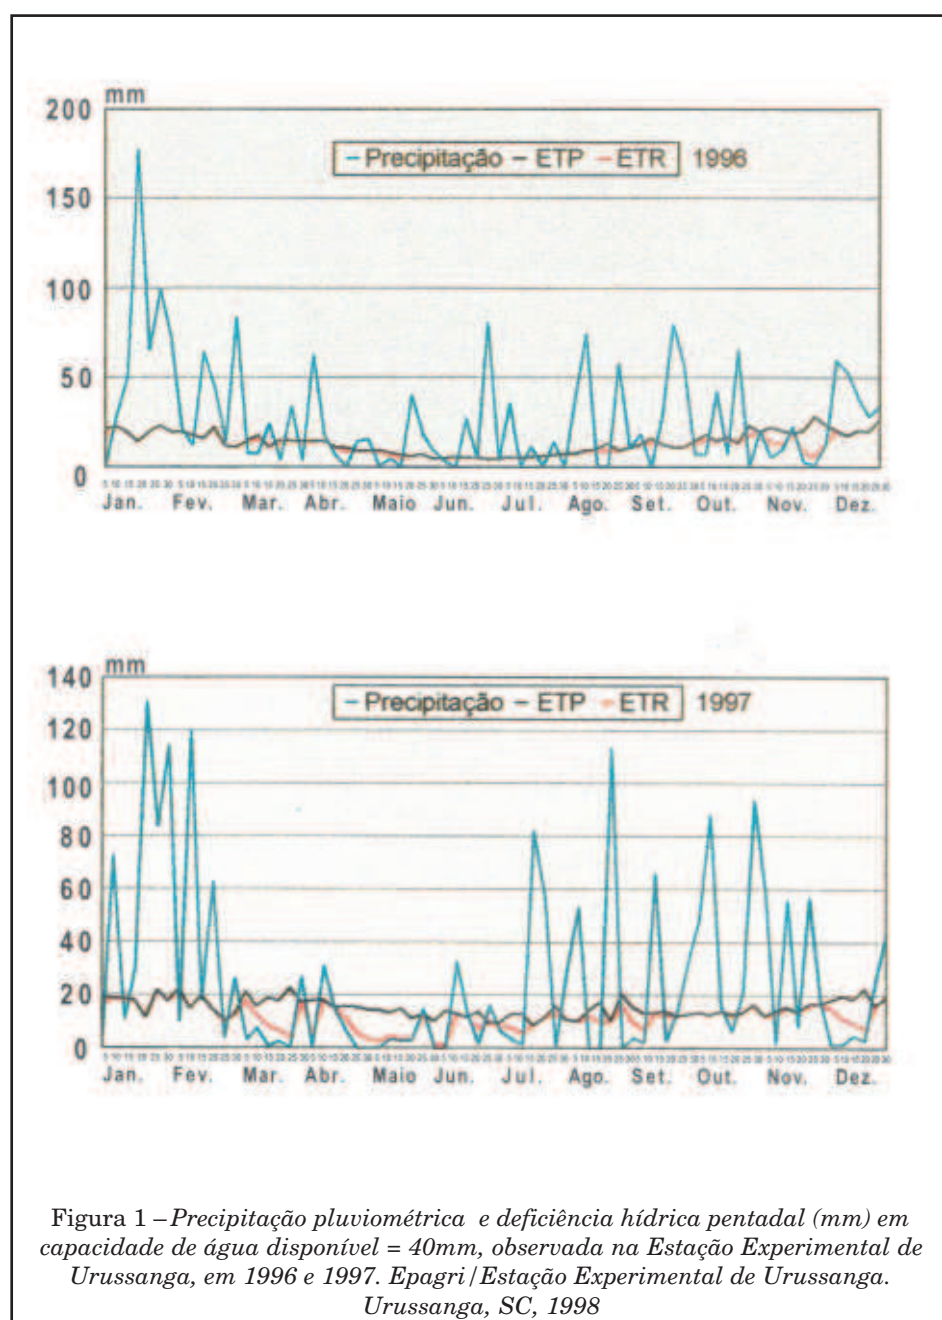 mm
200
Precipitação – ETP – ETR 1996
150
100
50
0
Jan. Fev. Mar. Abr. Maio Jun. Jul. Ago. Set. Out. Nov. Dez.
mm
140
Precipitação – ETP – ETR 1997
120
100
80
60
40
20
0
Jan. Fev. Mar. Abr. Maio Jun. Jul. Ago. Set. Out. Nov. Dez.
Figura 1 – Precipitação pluviométrica e deficiência hídrica pentadal (mm) em
capacidade de água disponível = 40mm, observada na Estação Experimental de
Urussanga, em 1996 e 1997. Epagri/Estação Experimental de Urussanga.
Urussanga, SC, 1998